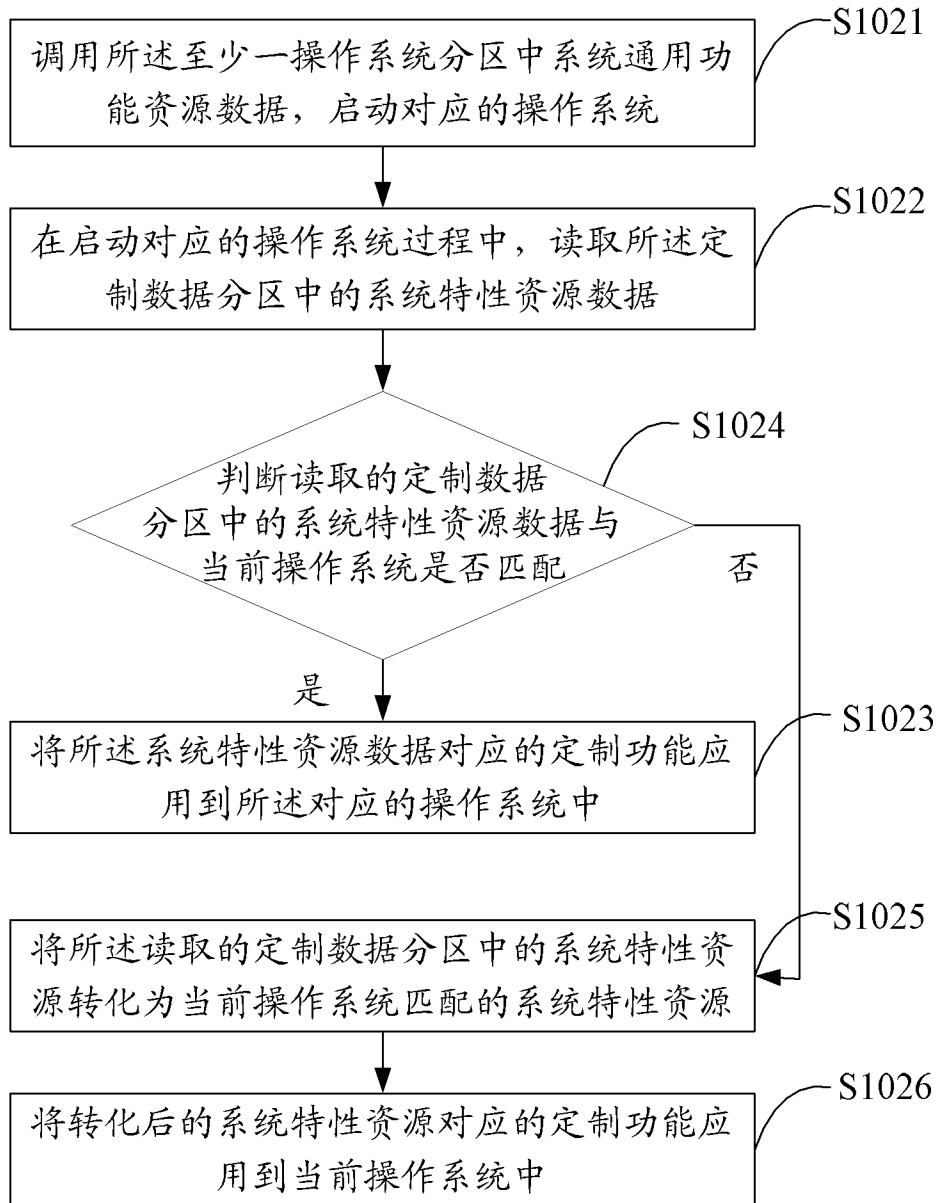 S1021
调用所述至少一操作系统分区中系统通用功
能资源数据，启动对应的操作系统
S1022
在启动对应的操作系统过程中，读取所述定
制数据分区中的系统特性资源数据
S1024
判断读取的定制数据
分区中的系统特性资源数据与
当前操作系统是否匹配
否
是
S1023
将所述系统特性资源数据对应的定制功能应
用到所述对应的操作系统中
S1025
将所述读取的定制数据分区中的系统特性资
源转化为当前操作系统匹配的系统特性资源
S1026
将转化后的系统特性资源对应的定制功能应
用到当前操作系统中